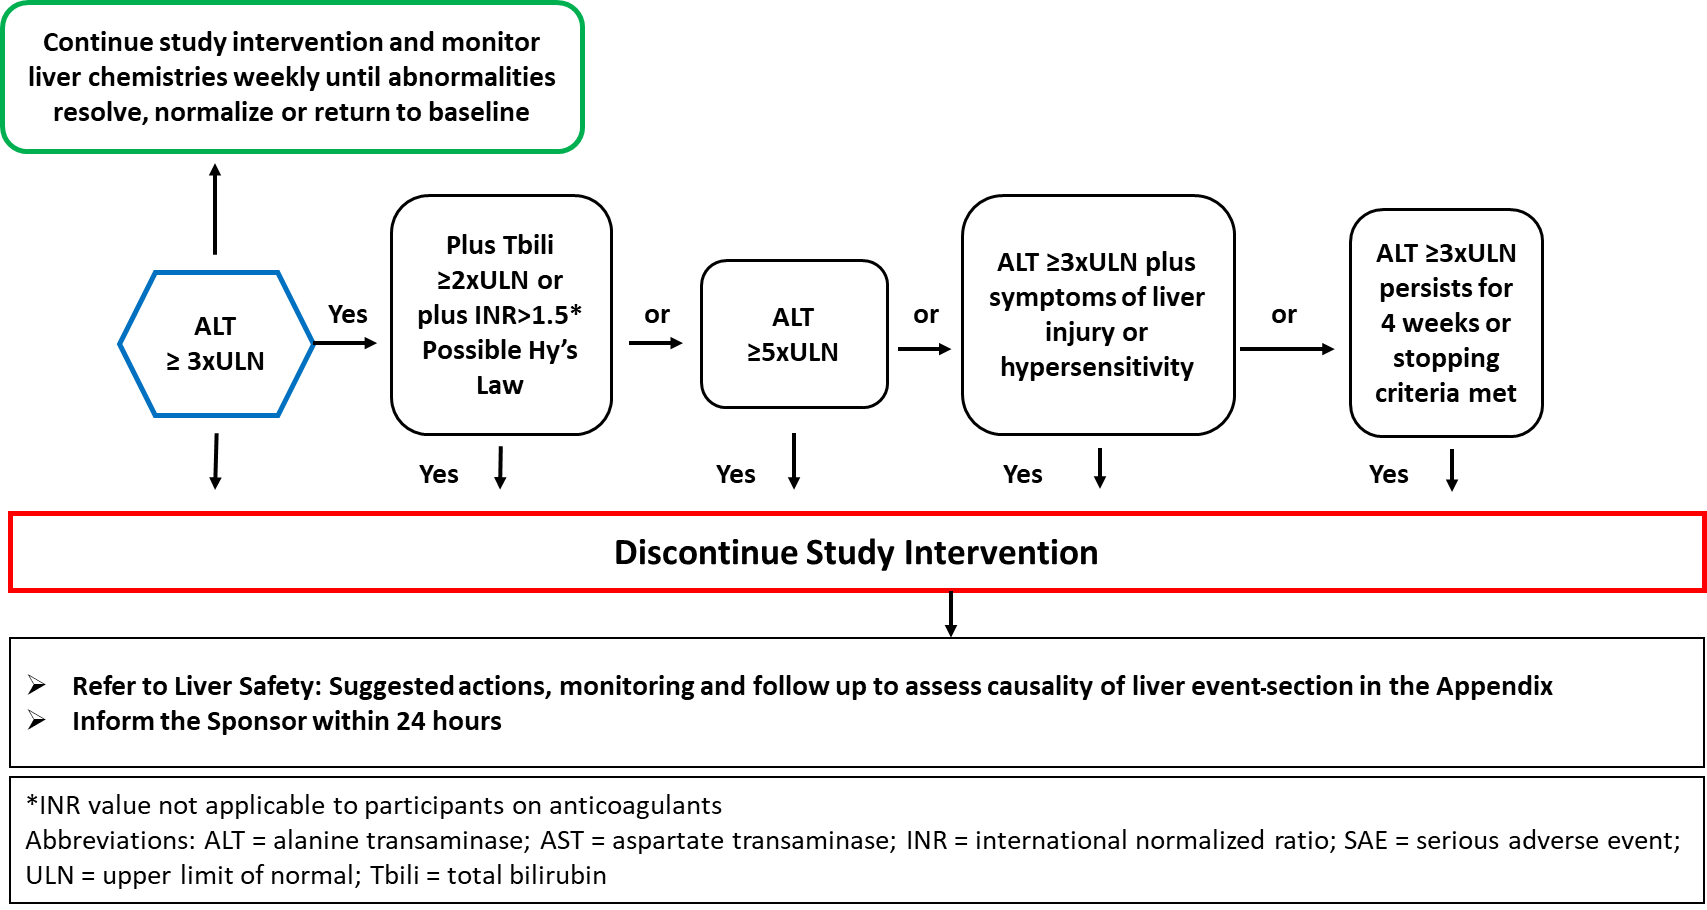 Continue study intervention and monitor
liver chemistries weekly until abnormalities
resolve, normalize or return to baseline
ALT
≥ 3xULN
Yes
Plus Tbili
≥2xULN or
plus INR>1.5*
Possible Hy’s
Law
or
ALT
≥5xULN
or
ALT ≥3xULN plus
symptoms of liver
injury or
hypersensitivity
or
ALT ≥3xULN
persists for
4 weeks or
stopping
criteria met
Yes
Yes
Yes
Yes
Discontinue Study Intervention
➢ Refer to Liver Safety: Suggested actions, monitoring and follow up to assess causality of liver event-section in the Appendix
➢ Inform the Sponsor within 24 hours
*INR value not applicable to participants on anticoagulants
Abbreviations: ALT = alanine transaminase; AST = aspartate transaminase; INR = international normalized ratio; SAE = serious adverse event;
ULN = upper limit of normal; Tbili = total bilirubin